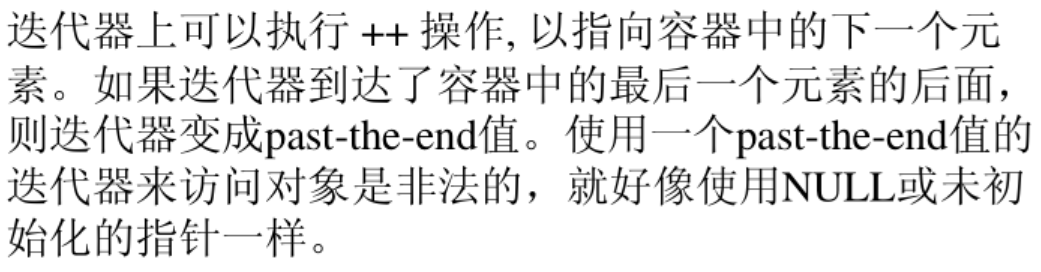 迭代器上可以执行 ++ 操作, 以指向容器中的下一个元
素。如果迭代器到达了容器中的最后一个元素的后面，
则迭代器变成past-the-end值。使用一个past-the-end值的
迭代器来访问对象是非法的，就好像使用NULL或未初
始化的指针一样。